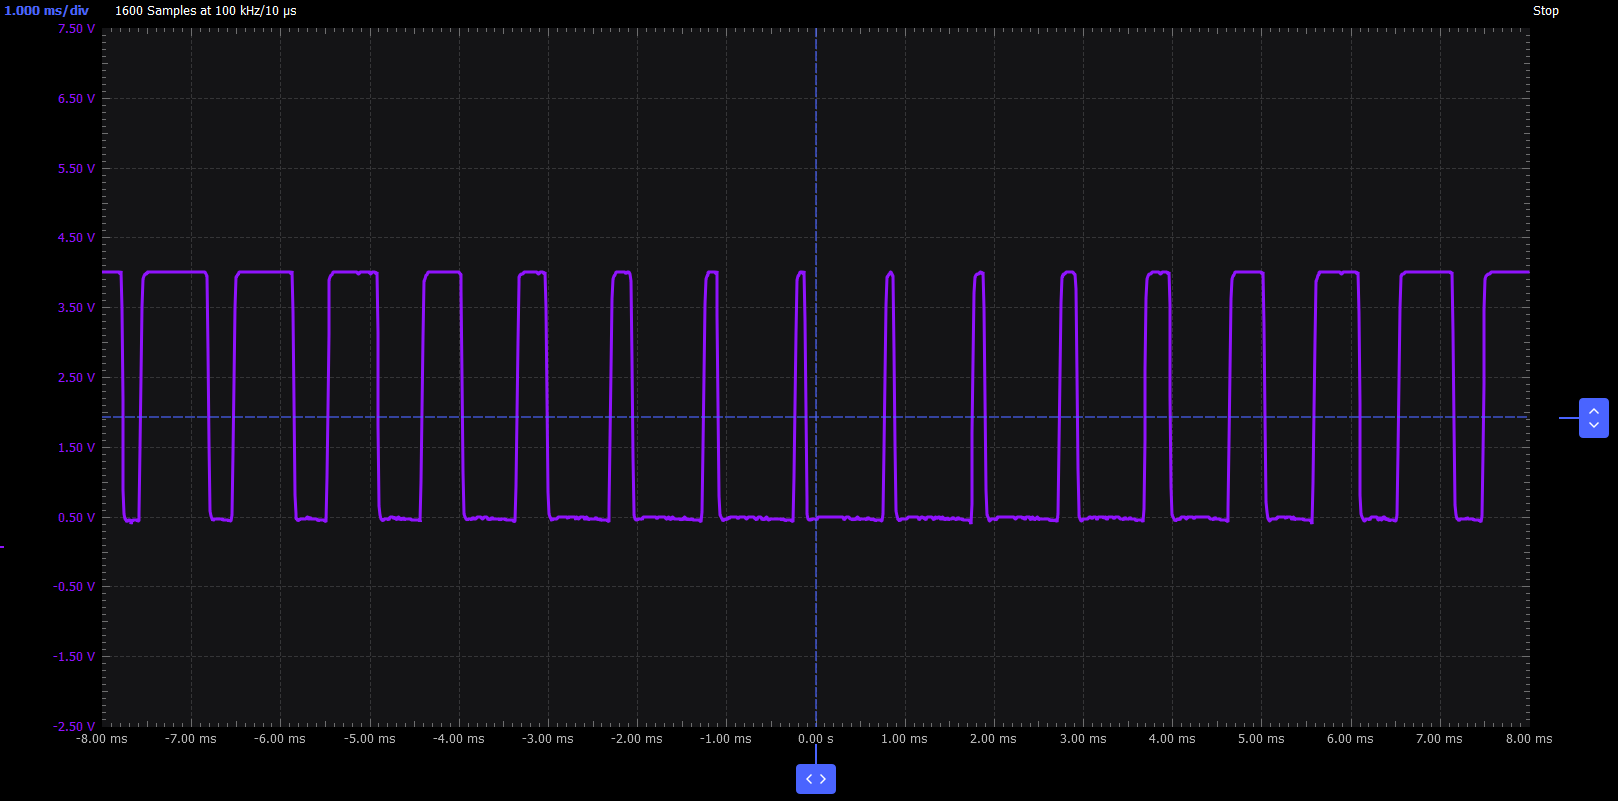 1.000 ms/div 1600 Samples at 100 kHz/10 µs Stop
7.50 V
6.50 V
5.50 V
4.50 V
3.50 V
2.50 V
1.50 V
0.50 V
-0.50 V
-1.50 V
-2.50 V
-8.00 ms -7.00 ms -6.00 ms -5.00 ms -4.00 ms -3.00 ms -2.00 ms -1.00 ms 0.00 s 1.00 ms 2.00 ms 3.00 ms 4.00 ms 5.00 ms 6.00 ms 7.00 ms 8.00 ms